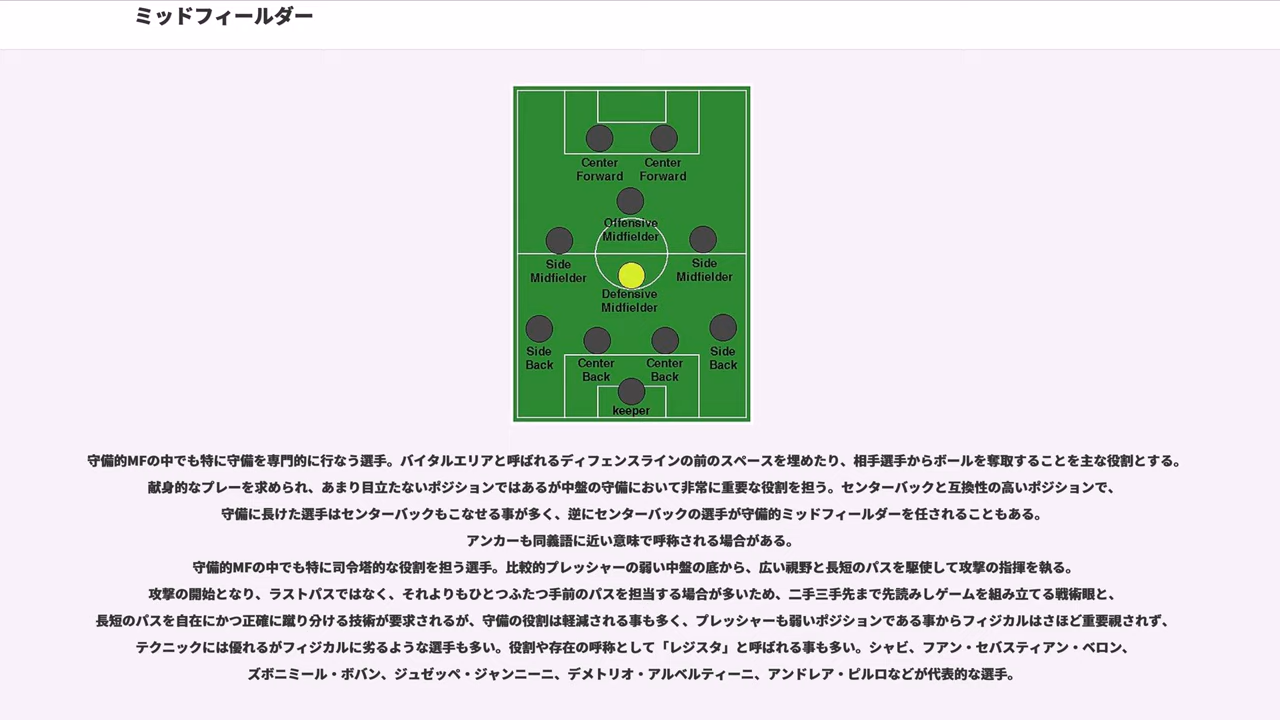 ミッドフィールダー
Center Forward
Center Forward
Offensive Midfielder
Side Midfielder
Side Midfielder
Defensive Midfielder
Side Back
Center Back
Center Back
Side Back
keeper
守備的MFの中でも特に守備を専門的に行なう選手。バイタルエリアと呼ばれるディフェンスラインの前のスペースを埋めたり、相手選手からボールを奪取することを主な役割とする。
献身的なプレーを求められ、あまり目立たないポジションではあるが中盤の守備において非常に重要な役割を担う。センターバックと互換性の高いポジションで、
守備に長けた選手はセンターバックもこなせる事が多く、逆にセンターバックの選手が守備的ミッドフィールダーを任されることもある。
アンカーも同義語に近い意味で呼称される場合がある。
守備的MFの中でも特に司令塔的な役割を担う選手。比較的プレッシャーの弱い中盤の底から、広い視野と長短のパスを駆使して攻撃の指揮を執る。
攻撃の開始となり、ラストパスではなく、それよりもひとつふたつ手前のパスを担当する場合が多いため、二手三手先まで先読みしゲームを組み立てる戦術眼と、
長短のパスを自在にかつ正確に蹴り分ける技術が要求されるが、守備の役割は軽減される事も多く、プレッシャーも弱いポジションである事からフィジカルはさほど重要視されず、
テクニックには優れるがフィジカルに劣るような選手も多い。役割や存在の呼称として「レジスタ」と呼ばれる事も多い。シャビ、フアン・セバスティアン・ベロン、
ズボニミール・ボバン、ジュゼッペ・ジャンニーニ、デメトリオ・アルベルティーニ、アンドレア・ピルロなどが代表的な選手。